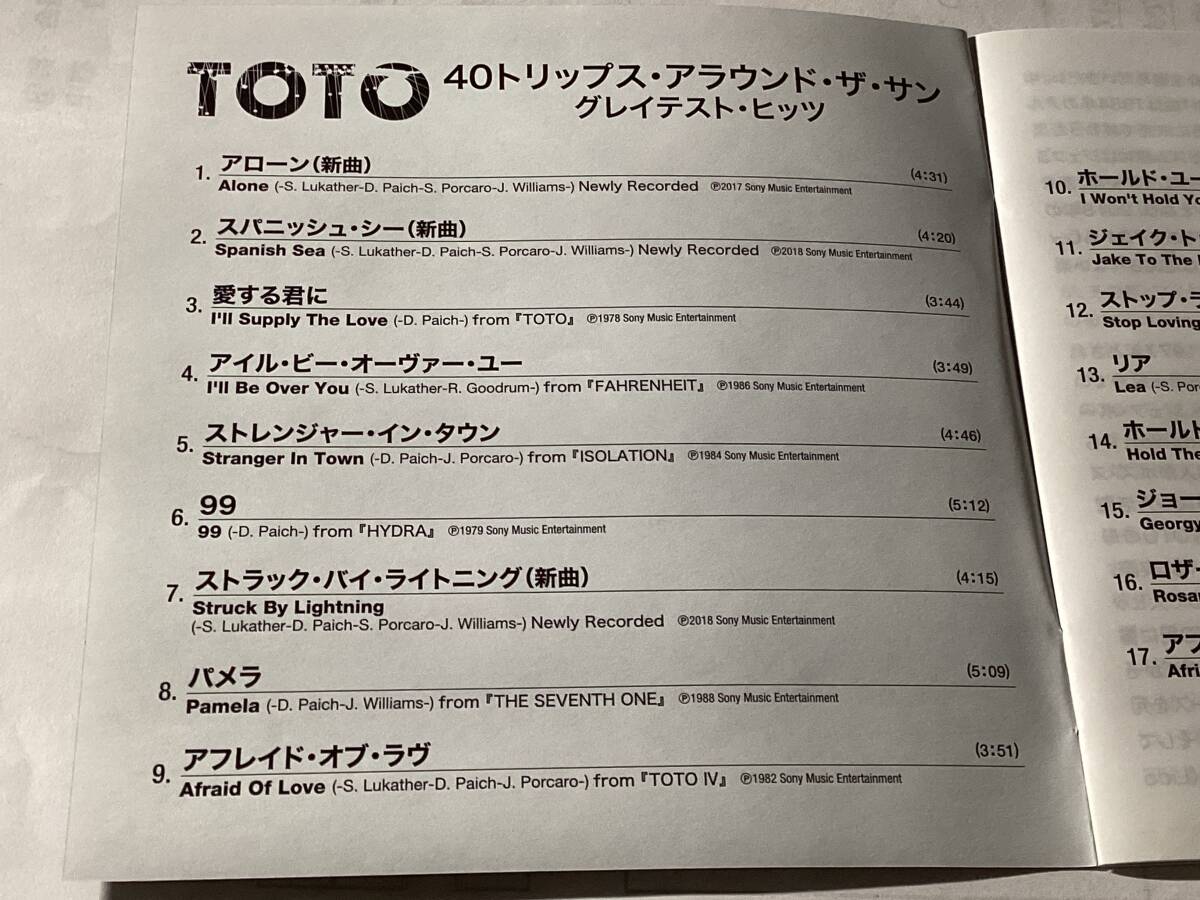 TOTO 40トリップス・アラウンド・ザ・サン
グレイテスト・ヒッツ
1. アローン(新曲) (4:31)
Alone (-S. Lukather-D. Paich-S. Porcaro-J. Williams-) Newly Recorded ℗2017 Sony Music Entertainment
2. スパニッシュ・シー(新曲) (4:20)
Spanish Sea (-S. Lukather-D. Paich-S. Porcaro-J. Williams-) Newly Recorded ℗2018 Sony Music Entertainment
3. 愛する君に (3:44)
I'll Supply The Love (-D. Paich-) from『TOTO』 ℗1978 Sony Music Entertainment
4. アイル・ビー・オーヴァー・ユー (3:49)
I'll Be Over You (-S. Lukather-R. Goodrum-) from『FAHRENHEIT』 ℗1986 Sony Music Entertainment
5. ストレンジャー・イン・タウン (4:46)
Stranger In Town (-D. Paich-J. Porcaro-) from『ISOLATION』 ℗1984 Sony Music Entertainment
6. 99 (5:12)
99 (-D. Paich-) from『HYDRA』 ℗1979 Sony Music Entertainment
7. ストラック・バイ・ライトニング(新曲) (4:15)
Struck By Lightning
(-S. Lukather-D. Paich-S. Porcaro-J. Williams-) Newly Recorded ℗2018 Sony Music Entertainment
8. パメラ (5:09)
Pamela (-D. Paich-J. Williams-) from『THE SEVENTH ONE』 ℗1988 Sony Music Entertainment
9. アフレイド・オブ・ラヴ (3:51)
Afraid Of Love (-S. Lukather-D. Paich-J. Porcaro-) from『TOTO IV』 ℗1982 Sony Music Entertainment
10. ホールド・ユー
I Won't Hold Yo
11. ジェイク・ト
Jake To The
12. ストップ・ラ
Stop Loving
13. リア
Lea (-S. Por
14. ホールド
Hold The
15. ジョー
Georgy
16. ロザ
Rosa
17. アフ
Afri